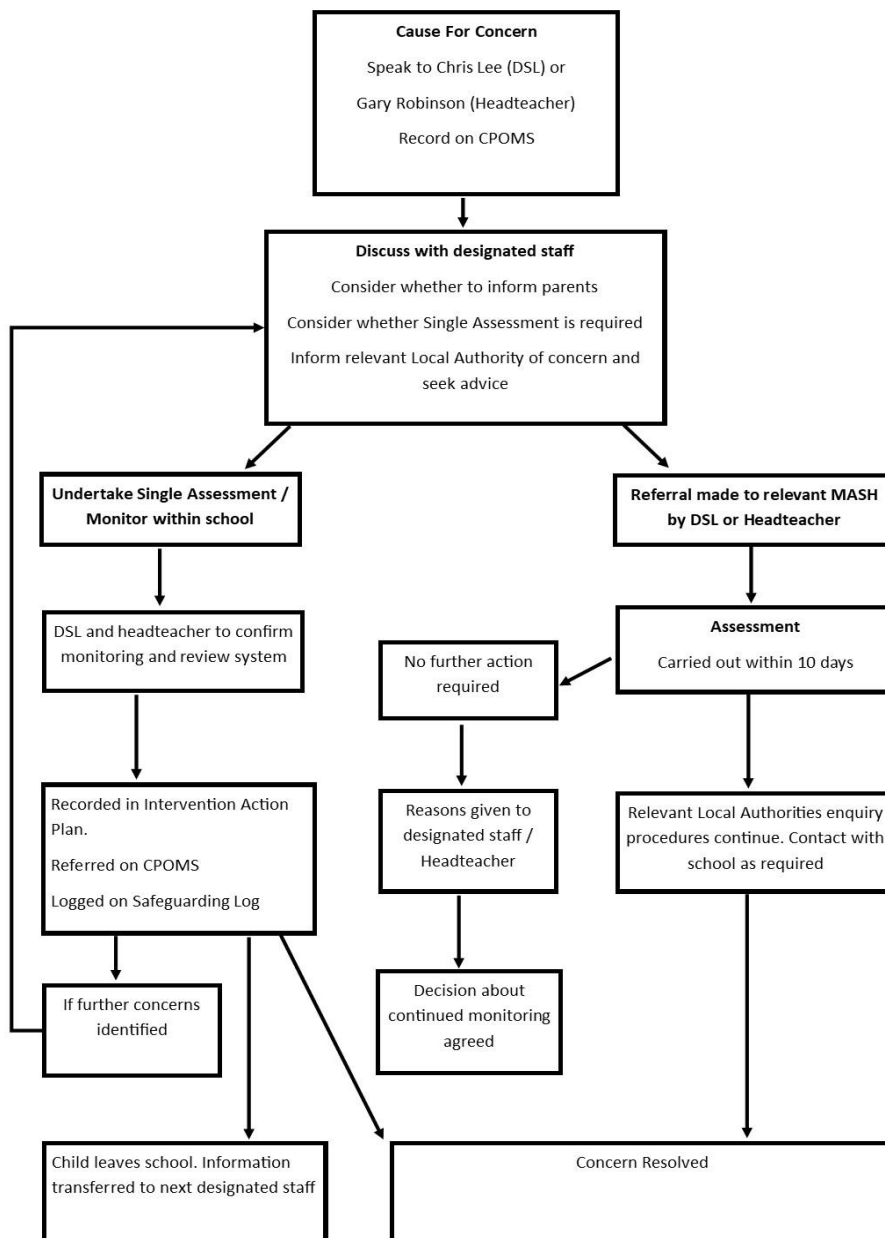 Cause For Concern
Speak to Chris Lee (DSL) or
Gary Robinson (Headteacher)
Record on CPOMS
Discuss with designated staff
Consider whether to inform parents
Consider whether Single Assessment is required
Inform relevant Local Authority of concern and
seek advice
Undertake Single Assessment /
Monitor within school
Referral made to relevant MASH
by DSL or Headteacher
DSL and headteacher to confirm
monitoring and review system
No further action
required
Assessment
Carried out within 10 days
Recorded in Intervention Action
Plan.
Referred on CPOMS
Logged on Safeguarding Log
Reasons given to
designated staff /
Headteacher
Relevant Local Authorities enquiry
procedures continue. Contact with
school as required
If further concerns
identified
Decision about
continued monitoring
agreed
Child leaves school. Information
transferred to next designated staff
Concern Resolved